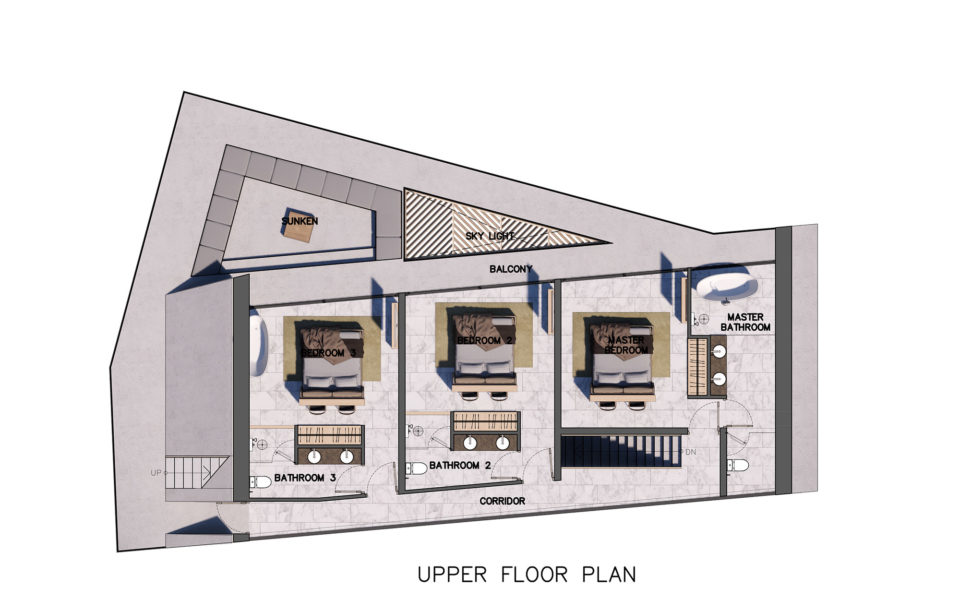 SUNKEN
SKY LIGHT
BALCONY
MASTER
BATHROOM
BEDROOM 3
BEDROOM 2
MASTER
BEDROOM
UP
BATHROOM 3
BATHROOM 2
DN
CORRIDOR
UPPER FLOOR PLAN